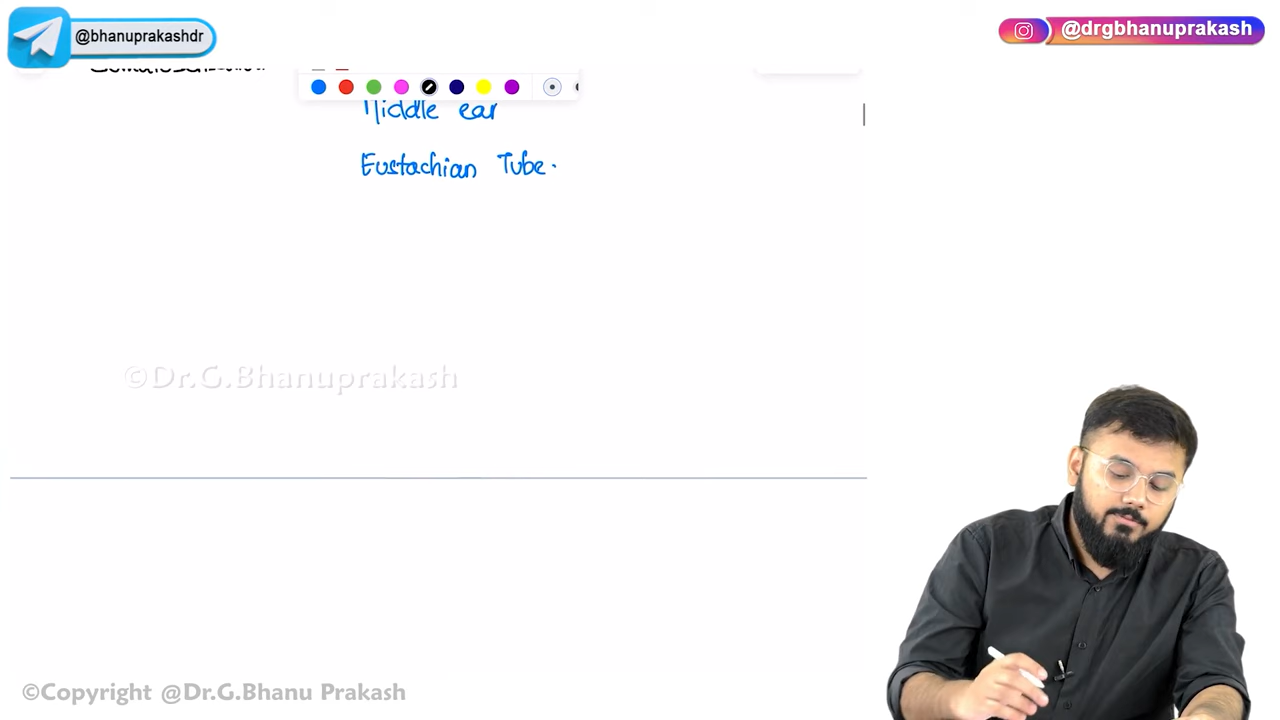 @bhanuprakashdr
@drgbhanuprakash
Middle ear
Eustachian Tube.
©Dr.G.Bhanuprakash
©Copyright @Dr.G.Bhanu Prakash